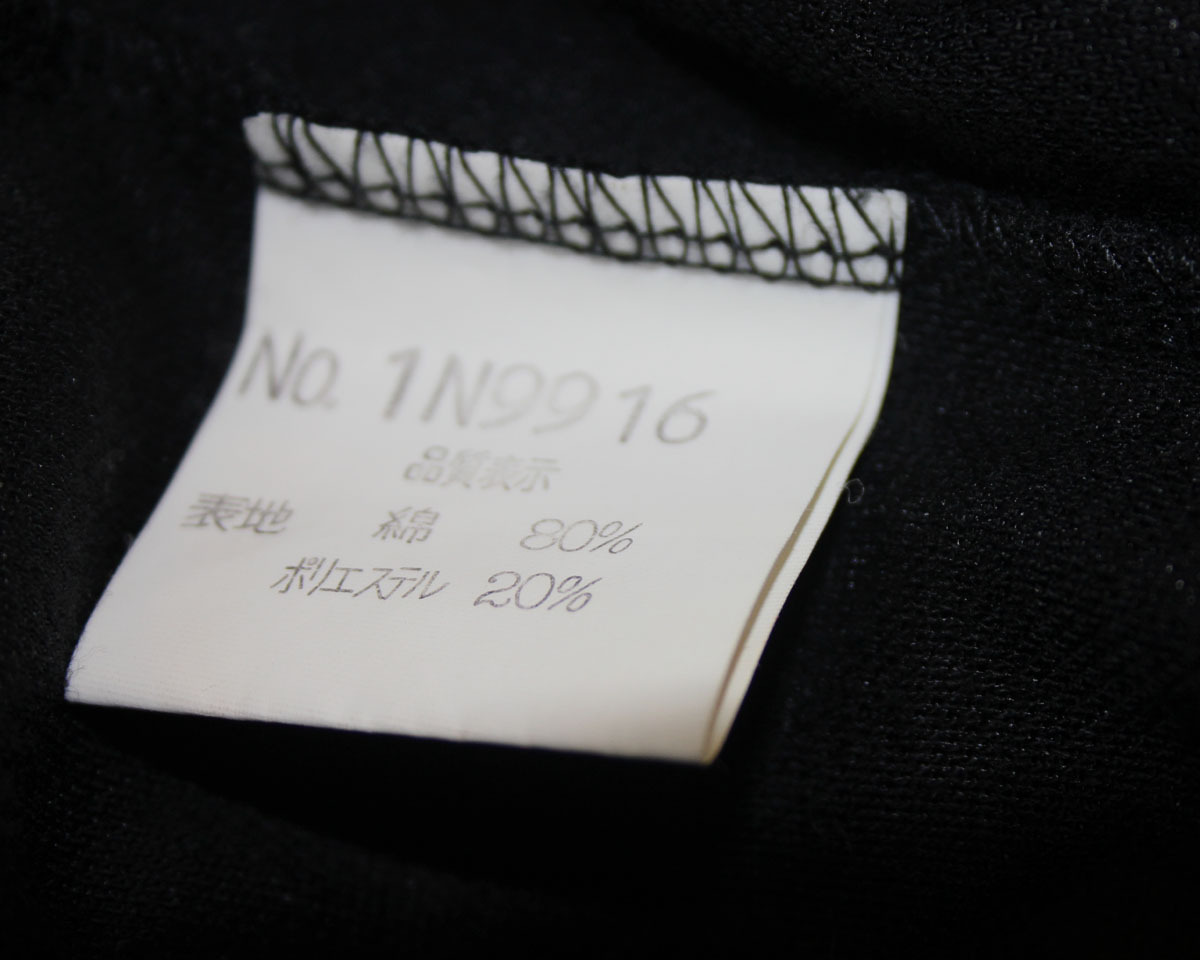 No. 1N9916
品質表示
表地 綿 80%
ポリエステル 20%